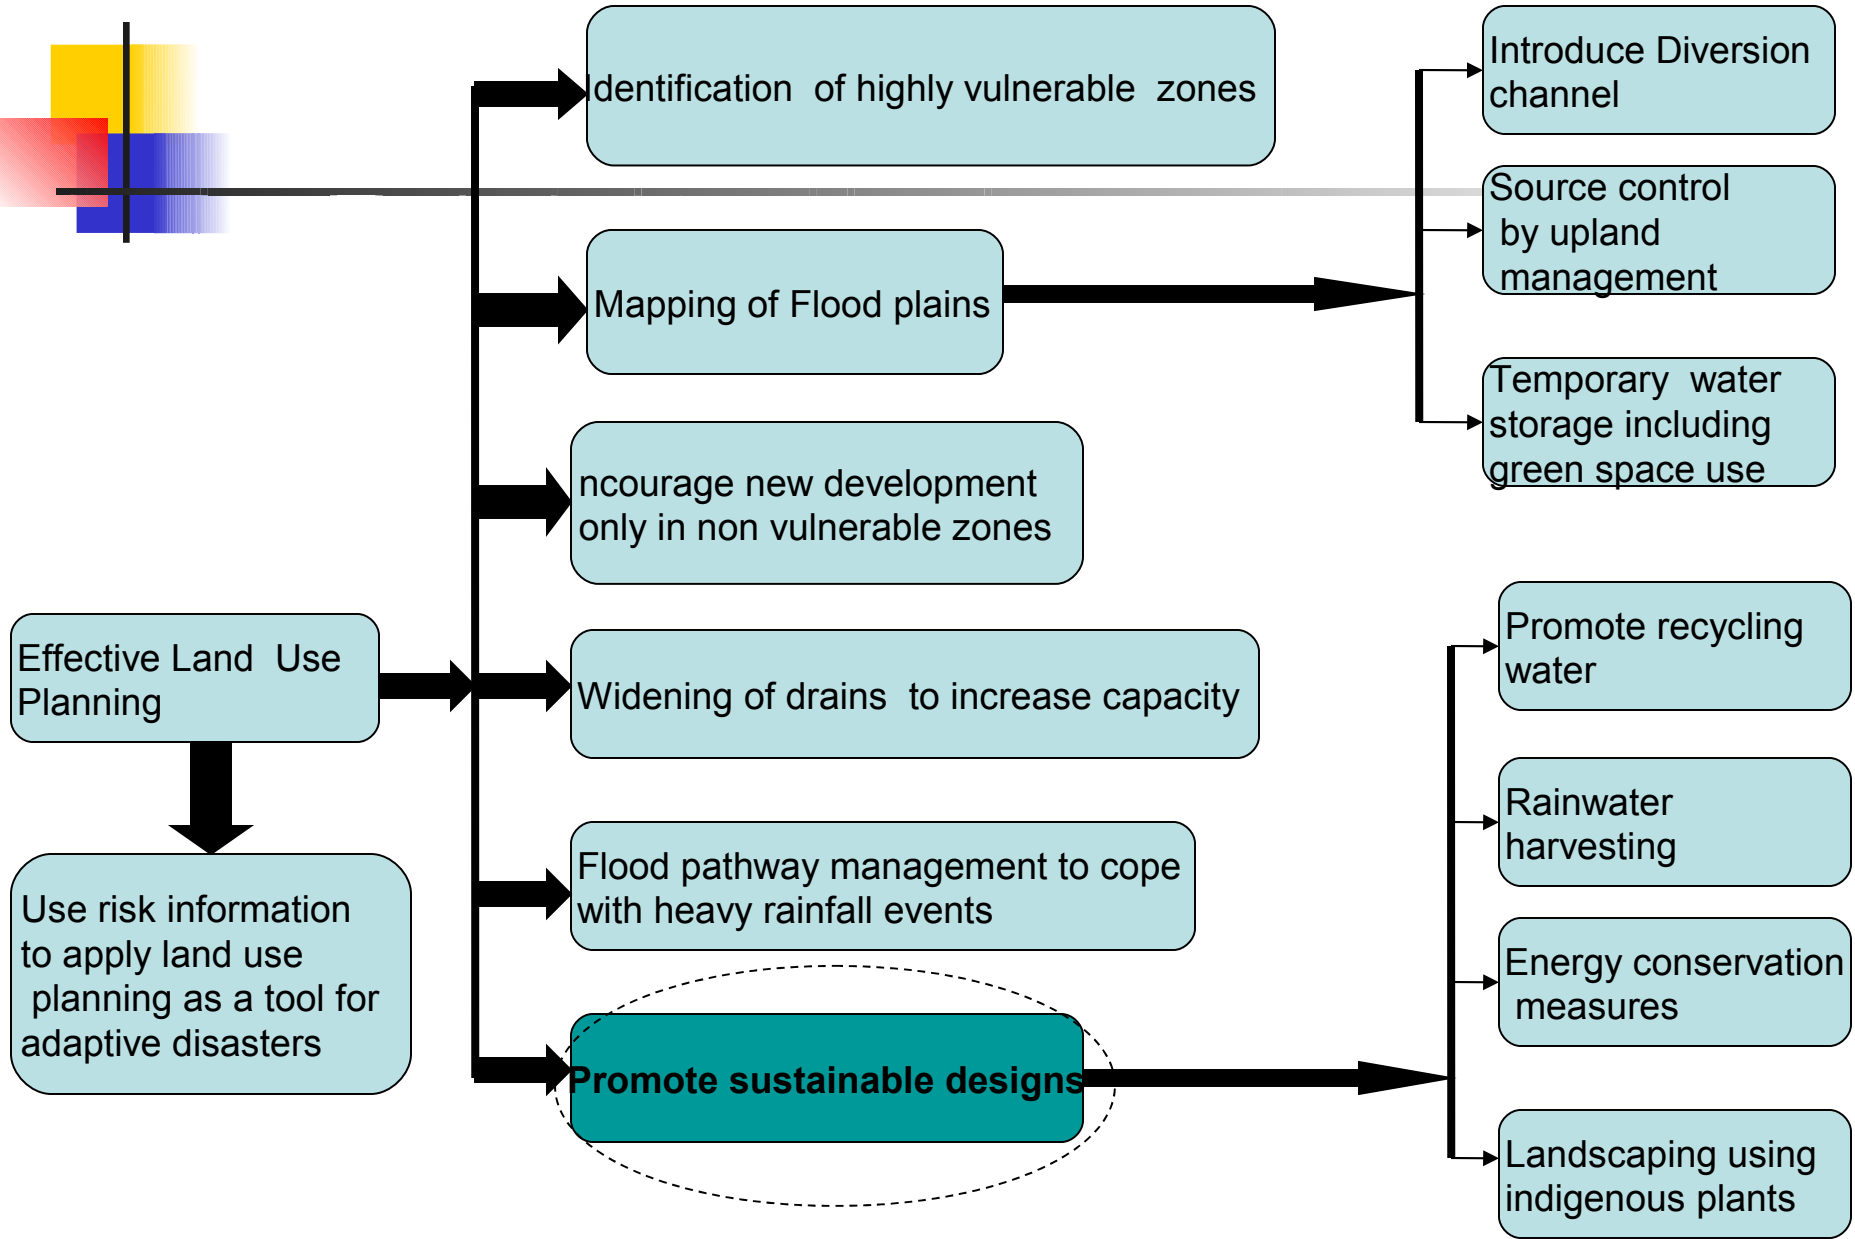 Identification of highly vulnerable zones
Mapping of Flood plains
ncourage new development
only in non vulnerable zones
Effective Land Use
Planning
Widening of drains to increase capacity
Use risk information
to apply land use
planning as a tool for
adaptive disasters
Flood pathway management to cope
with heavy rainfall events
Promote sustainable designs
Introduce Diversion
channel
Source control
by upland
management
Temporary water
storage including
green space use
Promote recycling
water
Rainwater
harvesting
Energy conservation
measures
Landscaping using
indigenous plants